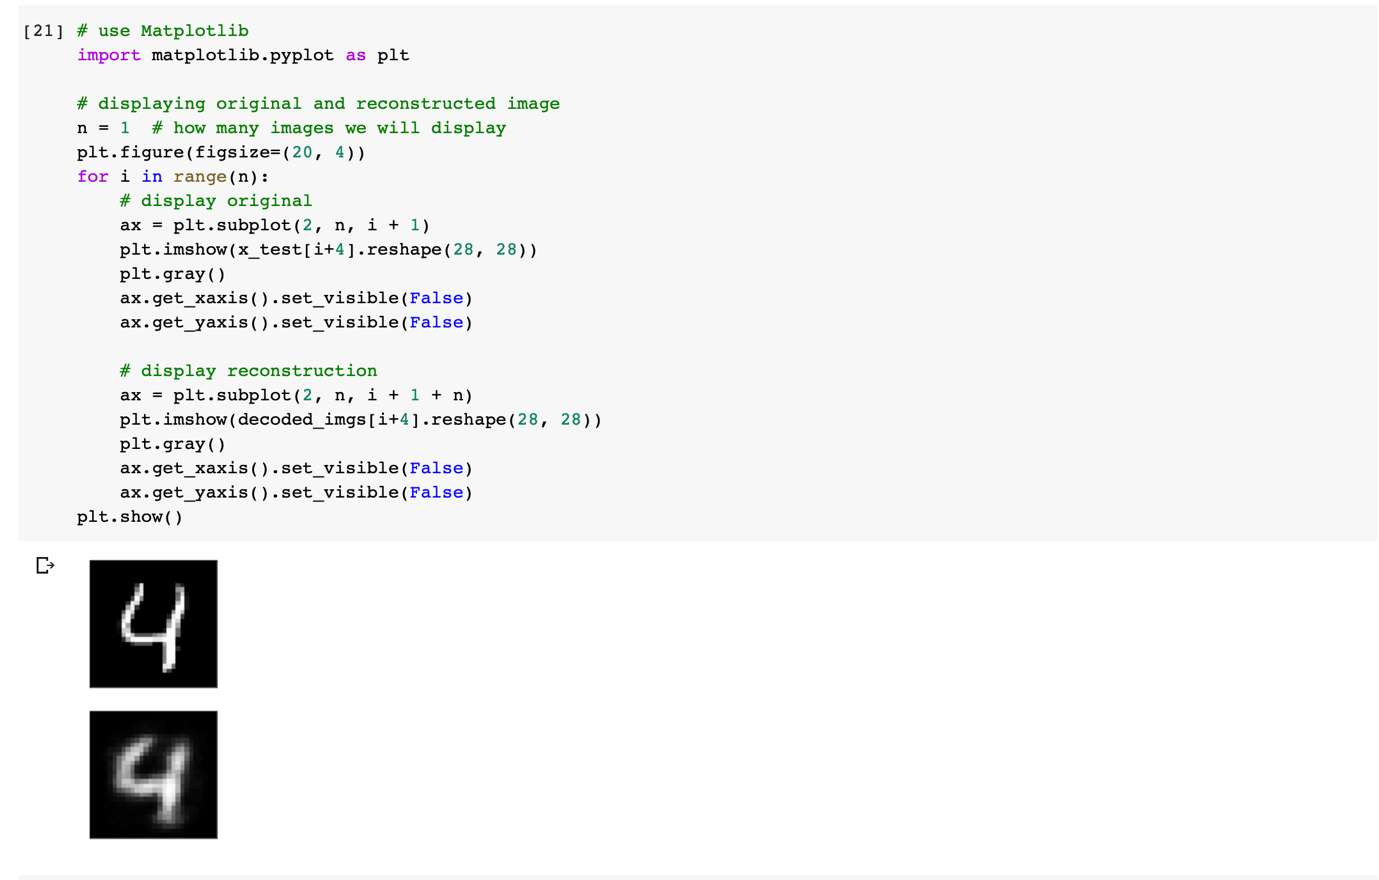 [21] # use Matplotlib
import matplotlib.pyplot as plt
# displaying original and reconstructed image
n = 1  # how many images we will display
plt.figure(figsize=(20, 4))
for i in range(n):
    # display original
    ax = plt.subplot(2, n, i + 1)
    plt.imshow(x_test[i+4].reshape(28, 28))
    plt.gray()
    ax.get_xaxis().set_visible(False)
    ax.get_yaxis().set_visible(False)
    # display reconstruction
    ax = plt.subplot(2, n, i + 1 + n)
    plt.imshow(decoded_imgs[i+4].reshape(28, 28))
    plt.gray()
    ax.get_xaxis().set_visible(False)
    ax.get_yaxis().set_visible(False)
plt.show()
4
4